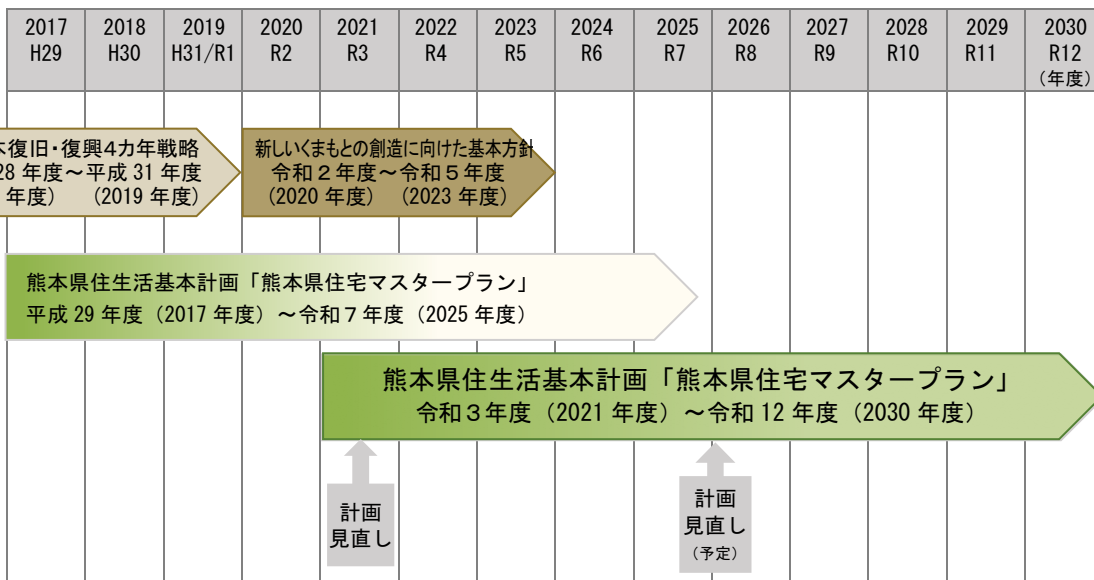 2017 2018 2019 2020 2021 2022 2023 2024 2025 2026 2027 2028 2029 2030
H29 H30 H31/R1 R2 R3 R4 R5 R6 R7 R8 R9 R10 R11 R12
(年度)
復旧・復興4カ年戦略
28 年度～平成 31 年度
年度) (2019 年度)
新しいくまもとの創造に向けた基本方針
令和２年度～令和５年度
(2020 年度) (2023 年度)
熊本県住生活基本計画「熊本県住宅マスタープラン」
平成 29 年度（2017 年度）～令和７年度（2025 年度）
熊本県住生活基本計画「熊本県住宅マスタープラン」
令和３年度（2021 年度）～令和 12 年度（2030 年度）
計画
見直し
計画
見直し
(予定)